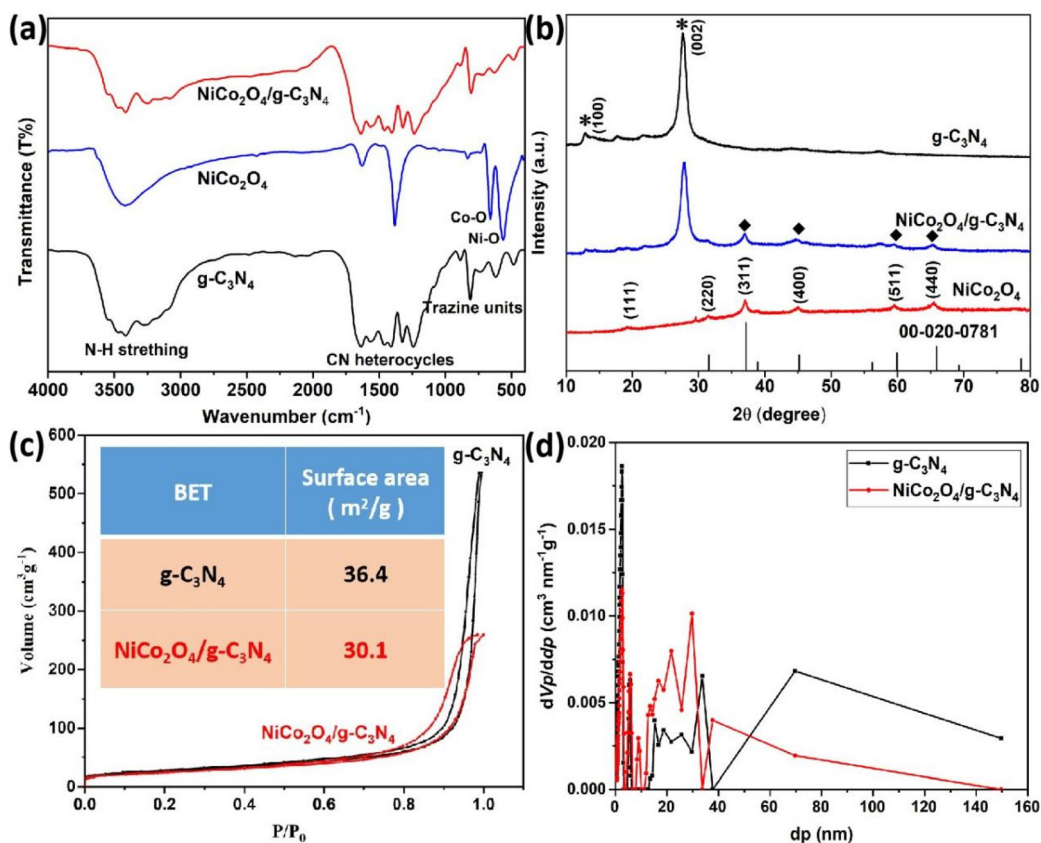 (a)
NiCo2O4/g-C3N4
NiCo2O4
Co-O
Ni-O
g-C3N4
Trazine units
N-H strething
CN heterocycles
Transmittance (T%)
4000 3500 3000 2500 2000 1500 1000 500
Wavenumber (cm-1)
(b)
* (002)
* (100)
g-C3N4
NiCo2O4/g-C3N4
◆ ◆ ◆ ◆
(111) (220) (311) (400) (511) (440)
NiCo2O4
00-020-0781
Intensity (a.u.)
10 20 30 40 50 60 70 80
2θ (degree)
(c)
600
500
400
300
200
100
0
Volume (cm3g-1)
g-C3N4
BET Surface area
( m2/g )
g-C3N4 36.4
NiCo2O4/g-C3N4 30.1
NiCo2O4/g-C3N4
0.0 0.2 0.4 0.6 0.8 1.0
P/P0
(d)
0.020
0.015
0.010
0.005
0.000
dVp/ddp (cm3 nm-1g-1)
g-C3N4
NiCo2O4/g-C3N4
0 20 40 60 80 100 120 140 160
dp (nm)